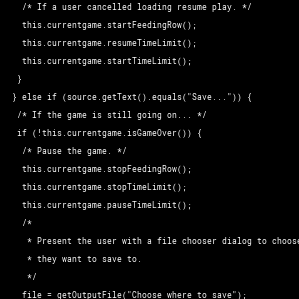 /* If a user cancelled loading resume play. */
this.currentgame.startFeedingRow();
this.currentgame.resumeTimeLimit();
this.currentgame.startTimeLimit();
}
} else if (source.getText().equals("Save...")) {
/* If the game is still going on... */
if (!this.currentgame.isGameOver()) {
/* Pause the game. */
this.currentgame.stopFeedingRow();
this.currentgame.stopTimeLimit();
this.currentgame.pauseTimeLimit();
/*
* Present the user with a file chooser dialog to choose
* they want to save to.
*/
file = getOutputFile("Choose where to save");